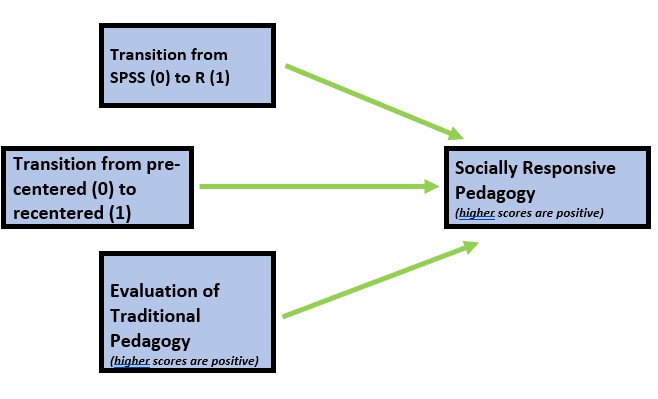 Transition from
SPSS (0) to R (1)
Transition from pre-
centered (0) to
recentered (1)
Socially Responsive
Pedagogy
(higher scores are positive)
Evaluation of
Traditional
Pedagogy
(higher scores are positive)